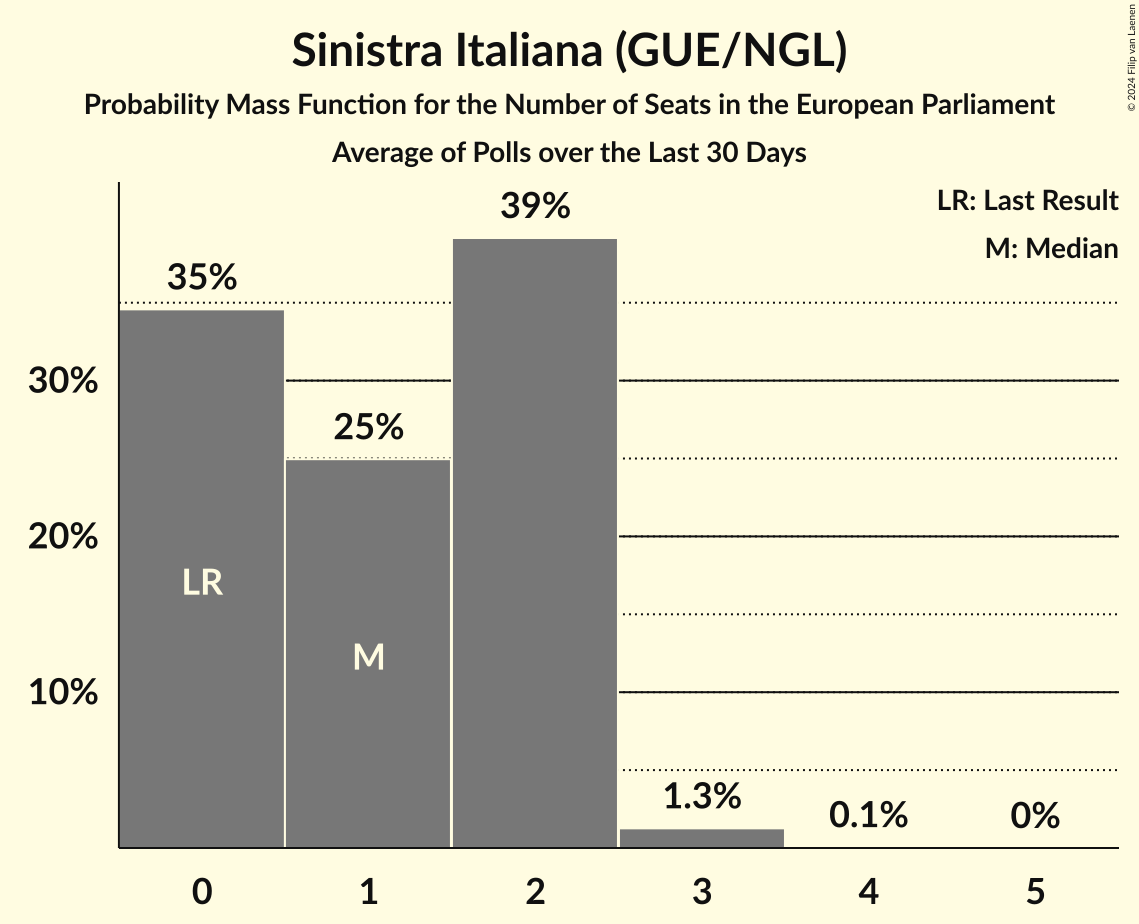 Sinistra Italiana (GUE/NGL)
Probability Mass Function for the Number of Seats in the European Parliament
Average of Polls over the Last 30 Days
© 2024 Filip van Laenen
LR: Last Result
M: Median
39%
35%
30%
25%
20%
LR
M
10%
1.3%
0.1%
0%
0 1 2 3 4 5